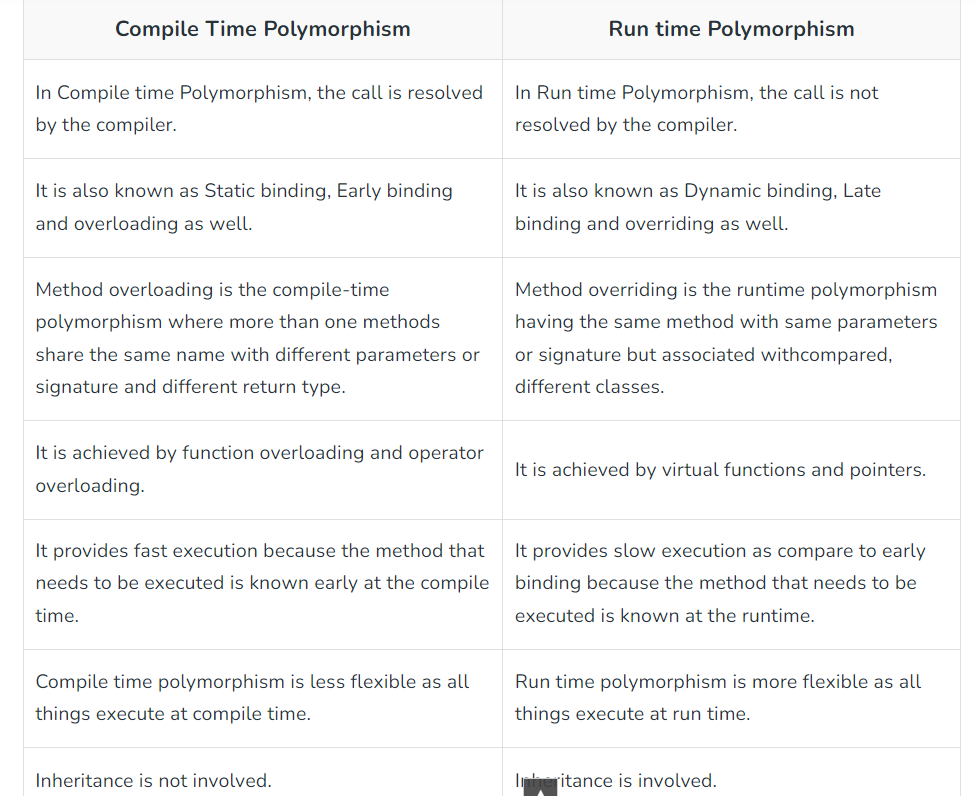 Compile Time Polymorphism
Run time Polymorphism
In Compile time Polymorphism, the call is resolved
by the compiler.
In Run time Polymorphism, the call is not
resolved by the compiler.
It is also known as Static binding, Early binding
and overloading as well.
It is also known as Dynamic binding, Late
binding and overriding as well.
Method overloading is the compile-time
polymorphism where more than one methods
share the same name with different parameters or
signature and different return type.
Method overriding is the runtime polymorphism
having the same method with same parameters
or signature but associated withcompared,
different classes.
It is achieved by function overloading and operator
overloading.
It is achieved by virtual functions and pointers.
It provides fast execution because the method that
needs to be executed is known early at the compile
time.
It provides slow execution as compare to early
binding because the method that needs to be
executed is known at the runtime.
Compile time polymorphism is less flexible as all
things execute at compile time.
Run time polymorphism is more flexible as all
things execute at run time.
Inheritance is not involved.
Inheritance is involved.